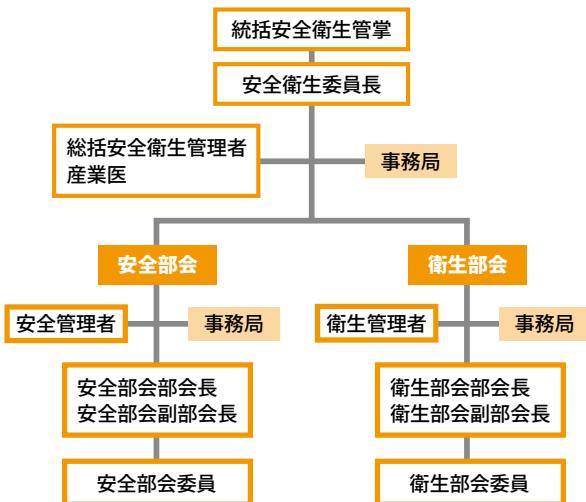 統括安全衛生管掌
安全衛生委員長
総括安全衛生管理者
産業医
事務局
安全部会
衛生部会
安全管理者
事務局
衛生管理者
事務局
安全部会部会長
安全部会副部会長
衛生部会部会長
衛生部会副部会長
安全部会委員
衛生部会委員